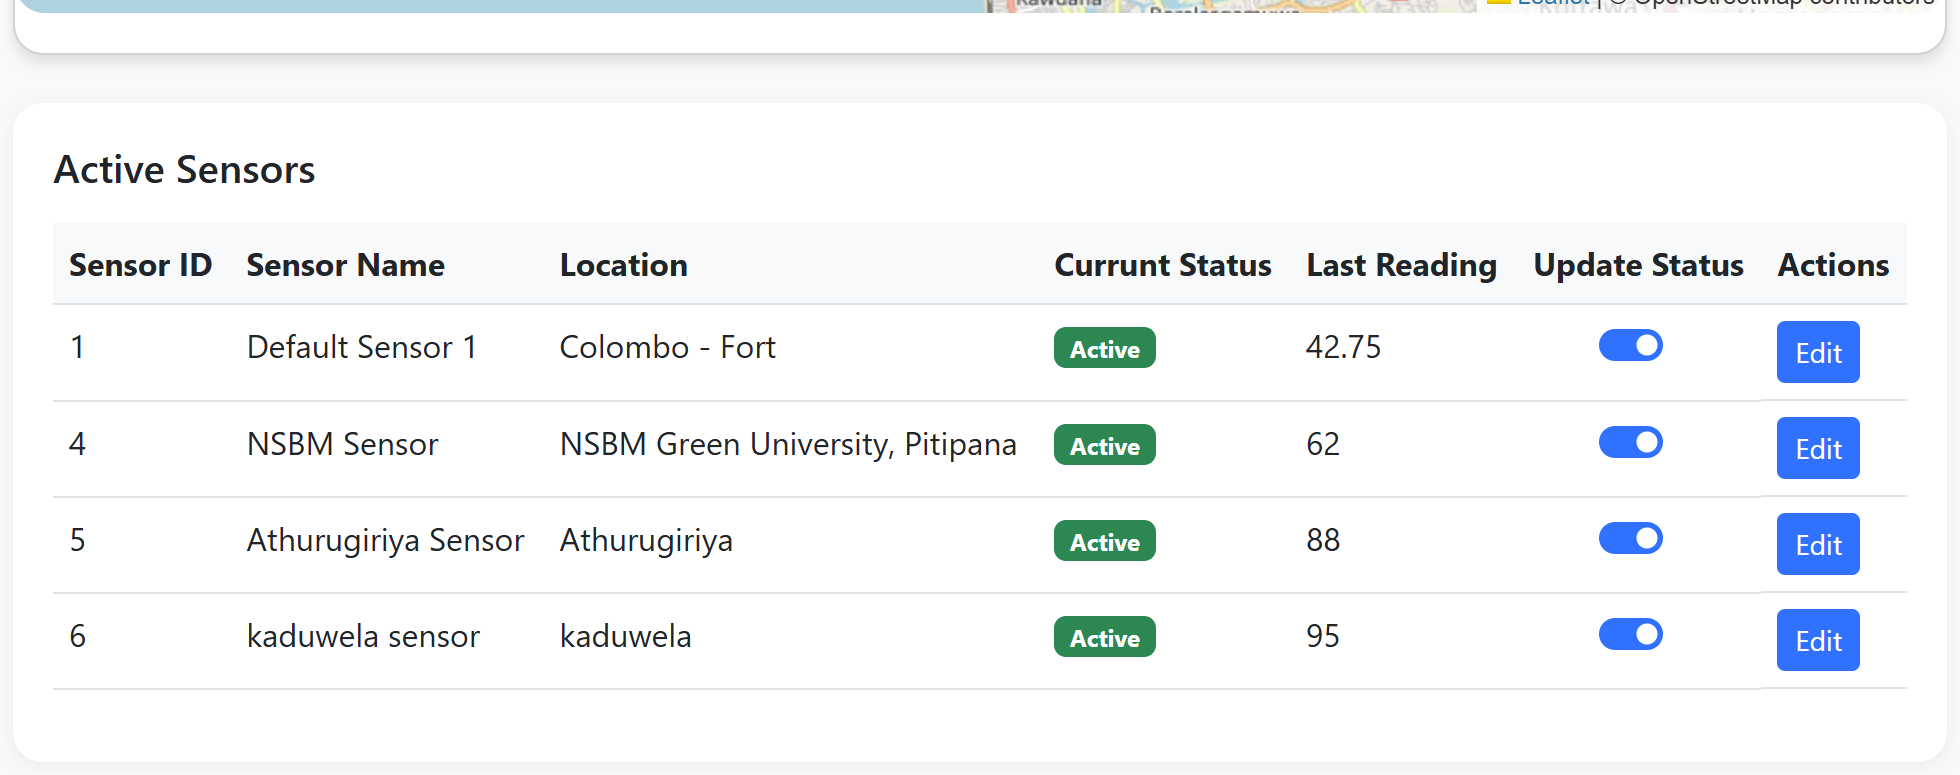 Leaflet | © OpenStreetMap contributors
Active Sensors
Sensor ID Sensor Name Location Currunt Status Last Reading Update Status Actions
1 Default Sensor 1 Colombo - Fort Active 42.75 Edit
4 NSBM Sensor NSBM Green University, Pitipana Active 62 Edit
5 Athurugiriya Sensor Athurugiriya Active 88 Edit
6 kaduwela sensor kaduwela Active 95 Edit